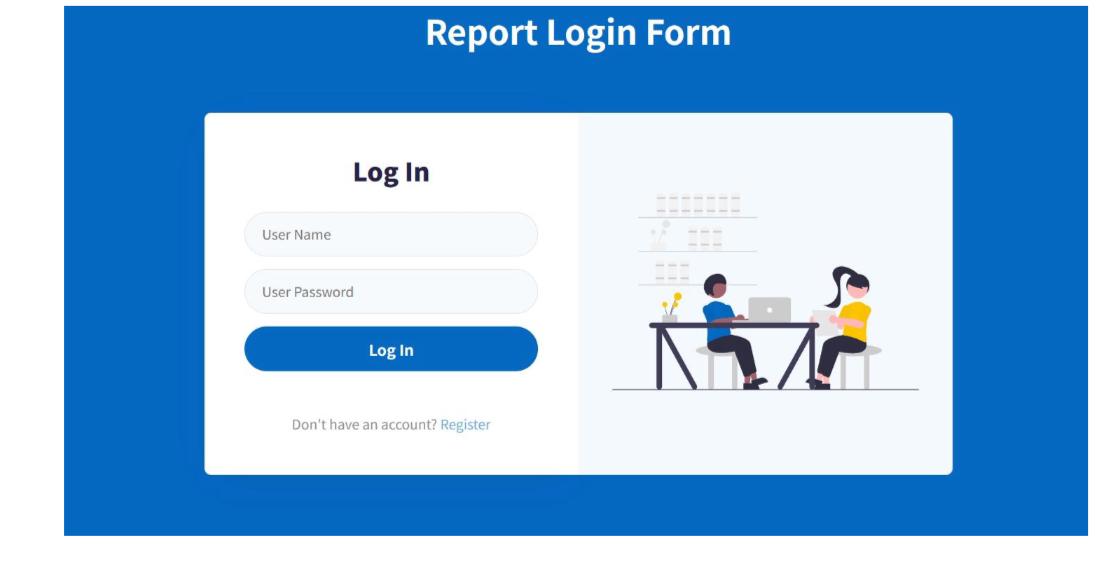 Report Login Form
Log In
User Name
User Password
Log In
Don't have an account? Register